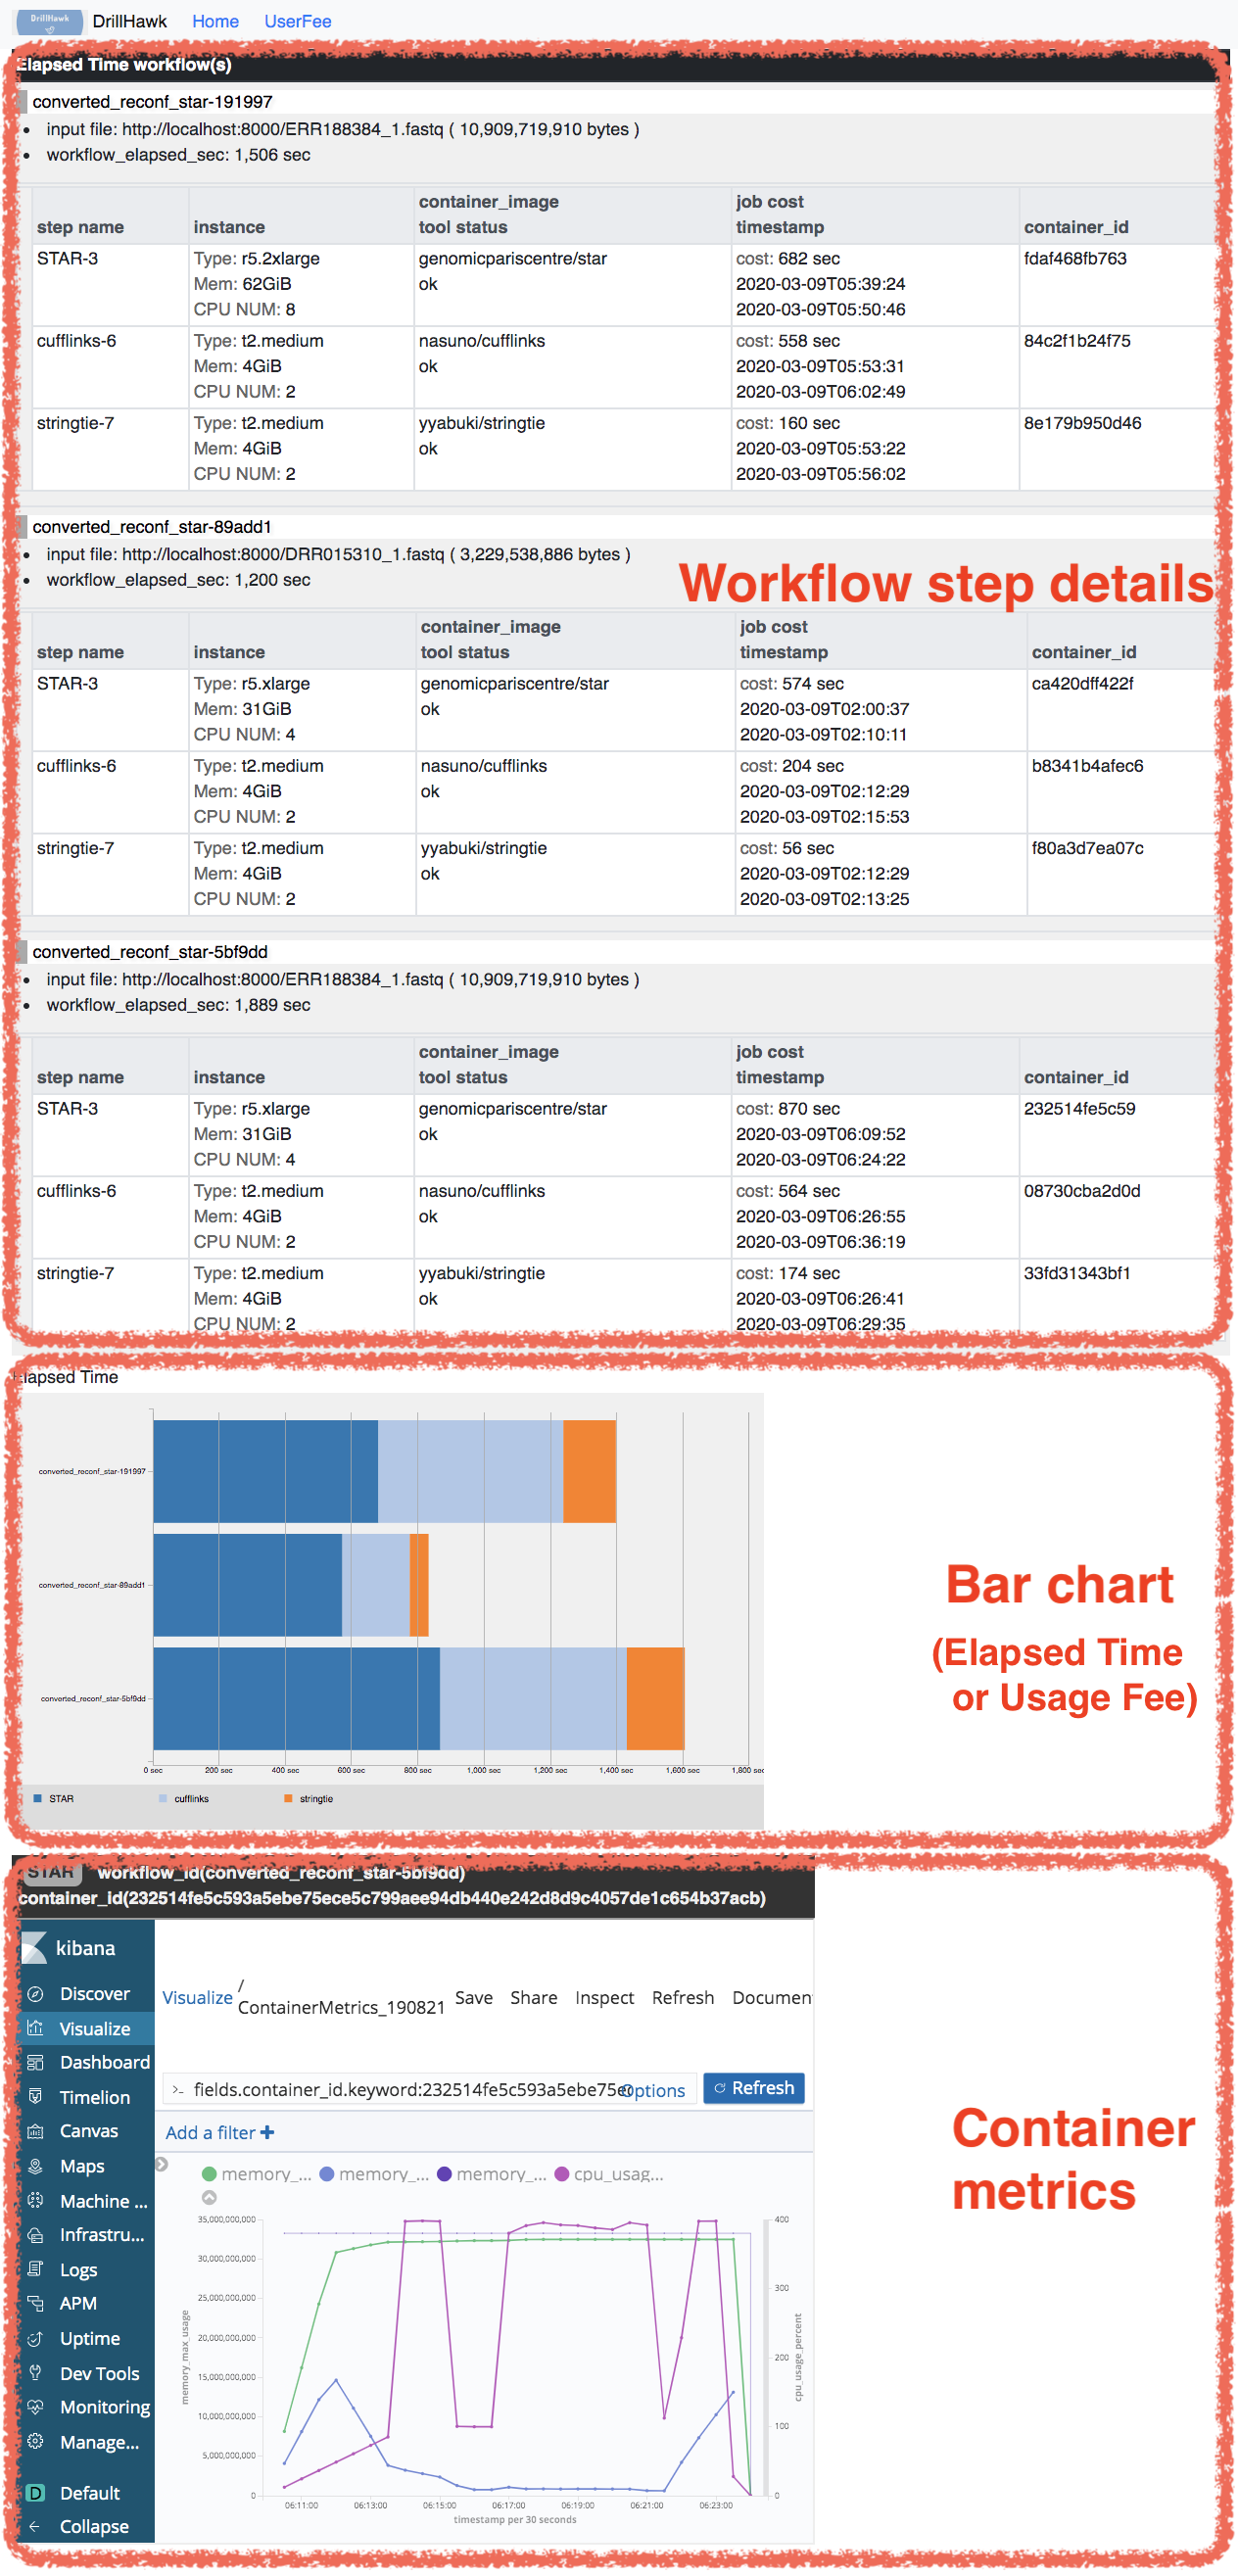 DrillHawk DrillHawk Home UserFee
Elapsed Time workflow(s)
converted_reconf_star-191997
• input file: http://localhost:8000/ERR188384_1.fastq ( 10,909,719,910 bytes )
• workflow_elapsed_sec: 1,506 sec
container_image job cost
step name instance tool status timestamp container_id
STAR-3 Type: r5.2xlarge genomicpariscentre/star cost: 682 sec fdaf468fb763
Mem: 62GiB ok 2020-03-09T05:39:24
CPU NUM: 8 2020-03-09T05:50:46
cufflinks-6 Type: t2.medium nasuno/cufflinks cost: 558 sec 84c2f1b24f75
Mem: 4GiB ok 2020-03-09T05:53:31
CPU NUM: 2 2020-03-09T06:02:49
stringtie-7 Type: t2.medium yyabuki/stringtie cost: 160 sec 8e179b950d46
Mem: 4GiB ok 2020-03-09T05:53:22
CPU NUM: 2 2020-03-09T05:56:02
converted_reconf_star-89add1
• input file: http://localhost:8000/DRR015310_1.fastq ( 3,229,538,886 bytes )
• workflow_elapsed_sec: 1,200 sec
Workflow step details
container_image job cost
step name instance tool status timestamp container_id
STAR-3 Type: r5.xlarge genomicpariscentre/star cost: 574 sec ca420dff422f
Mem: 31GiB ok 2020-03-09T02:00:37
CPU NUM: 4 2020-03-09T02:10:11
cufflinks-6 Type: t2.medium nasuno/cufflinks cost: 204 sec b8341b4afec6
Mem: 4GiB ok 2020-03-09T02:12:29
CPU NUM: 2 2020-03-09T02:15:53
stringtie-7 Type: t2.medium yyabuki/stringtie cost: 56 sec f80a3d7ea07c
Mem: 4GiB ok 2020-03-09T02:12:29
CPU NUM: 2 2020-03-09T02:13:25
converted_reconf_star-5bf9dd
• input file: http://localhost:8000/ERR188384_1.fastq ( 10,909,719,910 bytes )
• workflow_elapsed_sec: 1,889 sec
container_image job cost
step name instance tool status timestamp container_id
STAR-3 Type: r5.xlarge genomicpariscentre/star cost: 870 sec 232514fe5c59
Mem: 31GiB ok 2020-03-09T06:09:52
CPU NUM: 4 2020-03-09T06:24:22
cufflinks-6 Type: t2.medium nasuno/cufflinks cost: 564 sec 08730cba2d0d
Mem: 4GiB ok 2020-03-09T06:26:55
CPU NUM: 2 2020-03-09T06:36:19
stringtie-7 Type: t2.medium yyabuki/stringtie cost: 174 sec 33fd31343bf1
Mem: 4GiB ok 2020-03-09T06:26:41
CPU NUM: 2 2020-03-09T06:29:35
Elapsed Time
converted_reconf_star-191997
converted_reconf_star-89add1
converted_reconf_star-5bf9dd
0 sec 200 sec 400 sec 600 sec 800 sec 1,000 sec 1,200 sec 1,400 sec 1,600 sec 1,800 sec
STAR cufflinks stringtie
Bar chart
(Elapsed Time
or Usage Fee)
STAR workflow_id(converted_reconf_star-5bf9dd)
container_id(232514fe5c593a5ebe75ece5c799aee94db440e242d8d9c4057de1c654b37acb)
kibana
Discover
Visualize
Dashboard
Timelion
Canvas
Maps
Machine ...
Infrastru...
Logs
APM
Uptime
Dev Tools
Monitoring
Manage...
D Default
Collapse
Visualize / ContainerMetrics_190821 Save Share Inspect Refresh Documen
>_ fields.container_id.keyword:232514fe5c593a5ebe75e Options Refresh
Add a filter +
memory_... memory_... memory_... cpu_usag...
35,000,000,000
30,000,000,000
25,000,000,000
20,000,000,000
15,000,000,000
10,000,000,000
5,000,000,000
0
memory_max_usage
400
300
200
100
0
cpu_usage_percent
06:11:00 06:13:00 06:15:00 06:17:00 06:19:00 06:21:00 06:23:00
timestamp per 30 seconds
Container
metrics